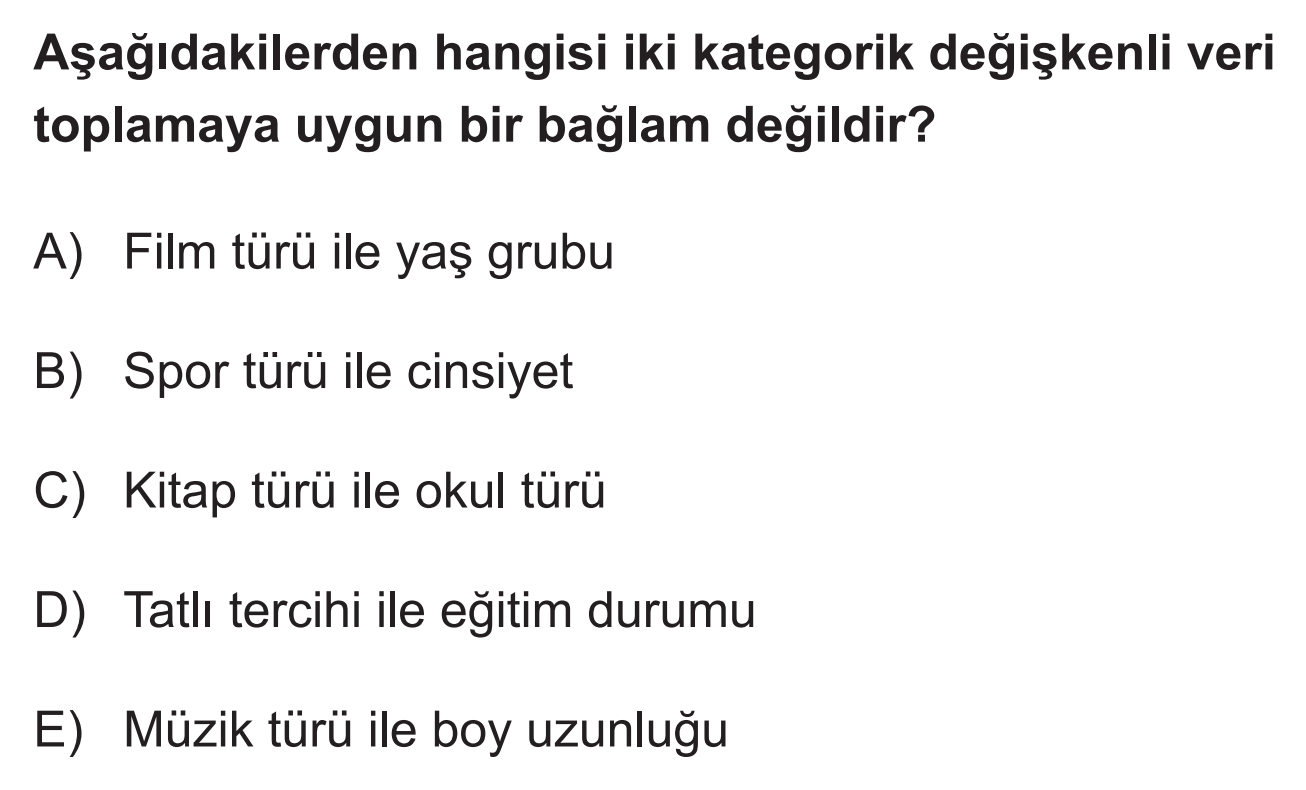 Aşağıdakilerden hangisi iki kategorik değişkenli veri
toplamaya uygun bir bağlam değildir?
A) Film türü ile yaş grubu
B) Spor türü ile cinsiyet
C) Kitap türü ile okul türü
D) Tatlı tercihi ile eğitim durumu
E) Müzik türü ile boy uzunluğu